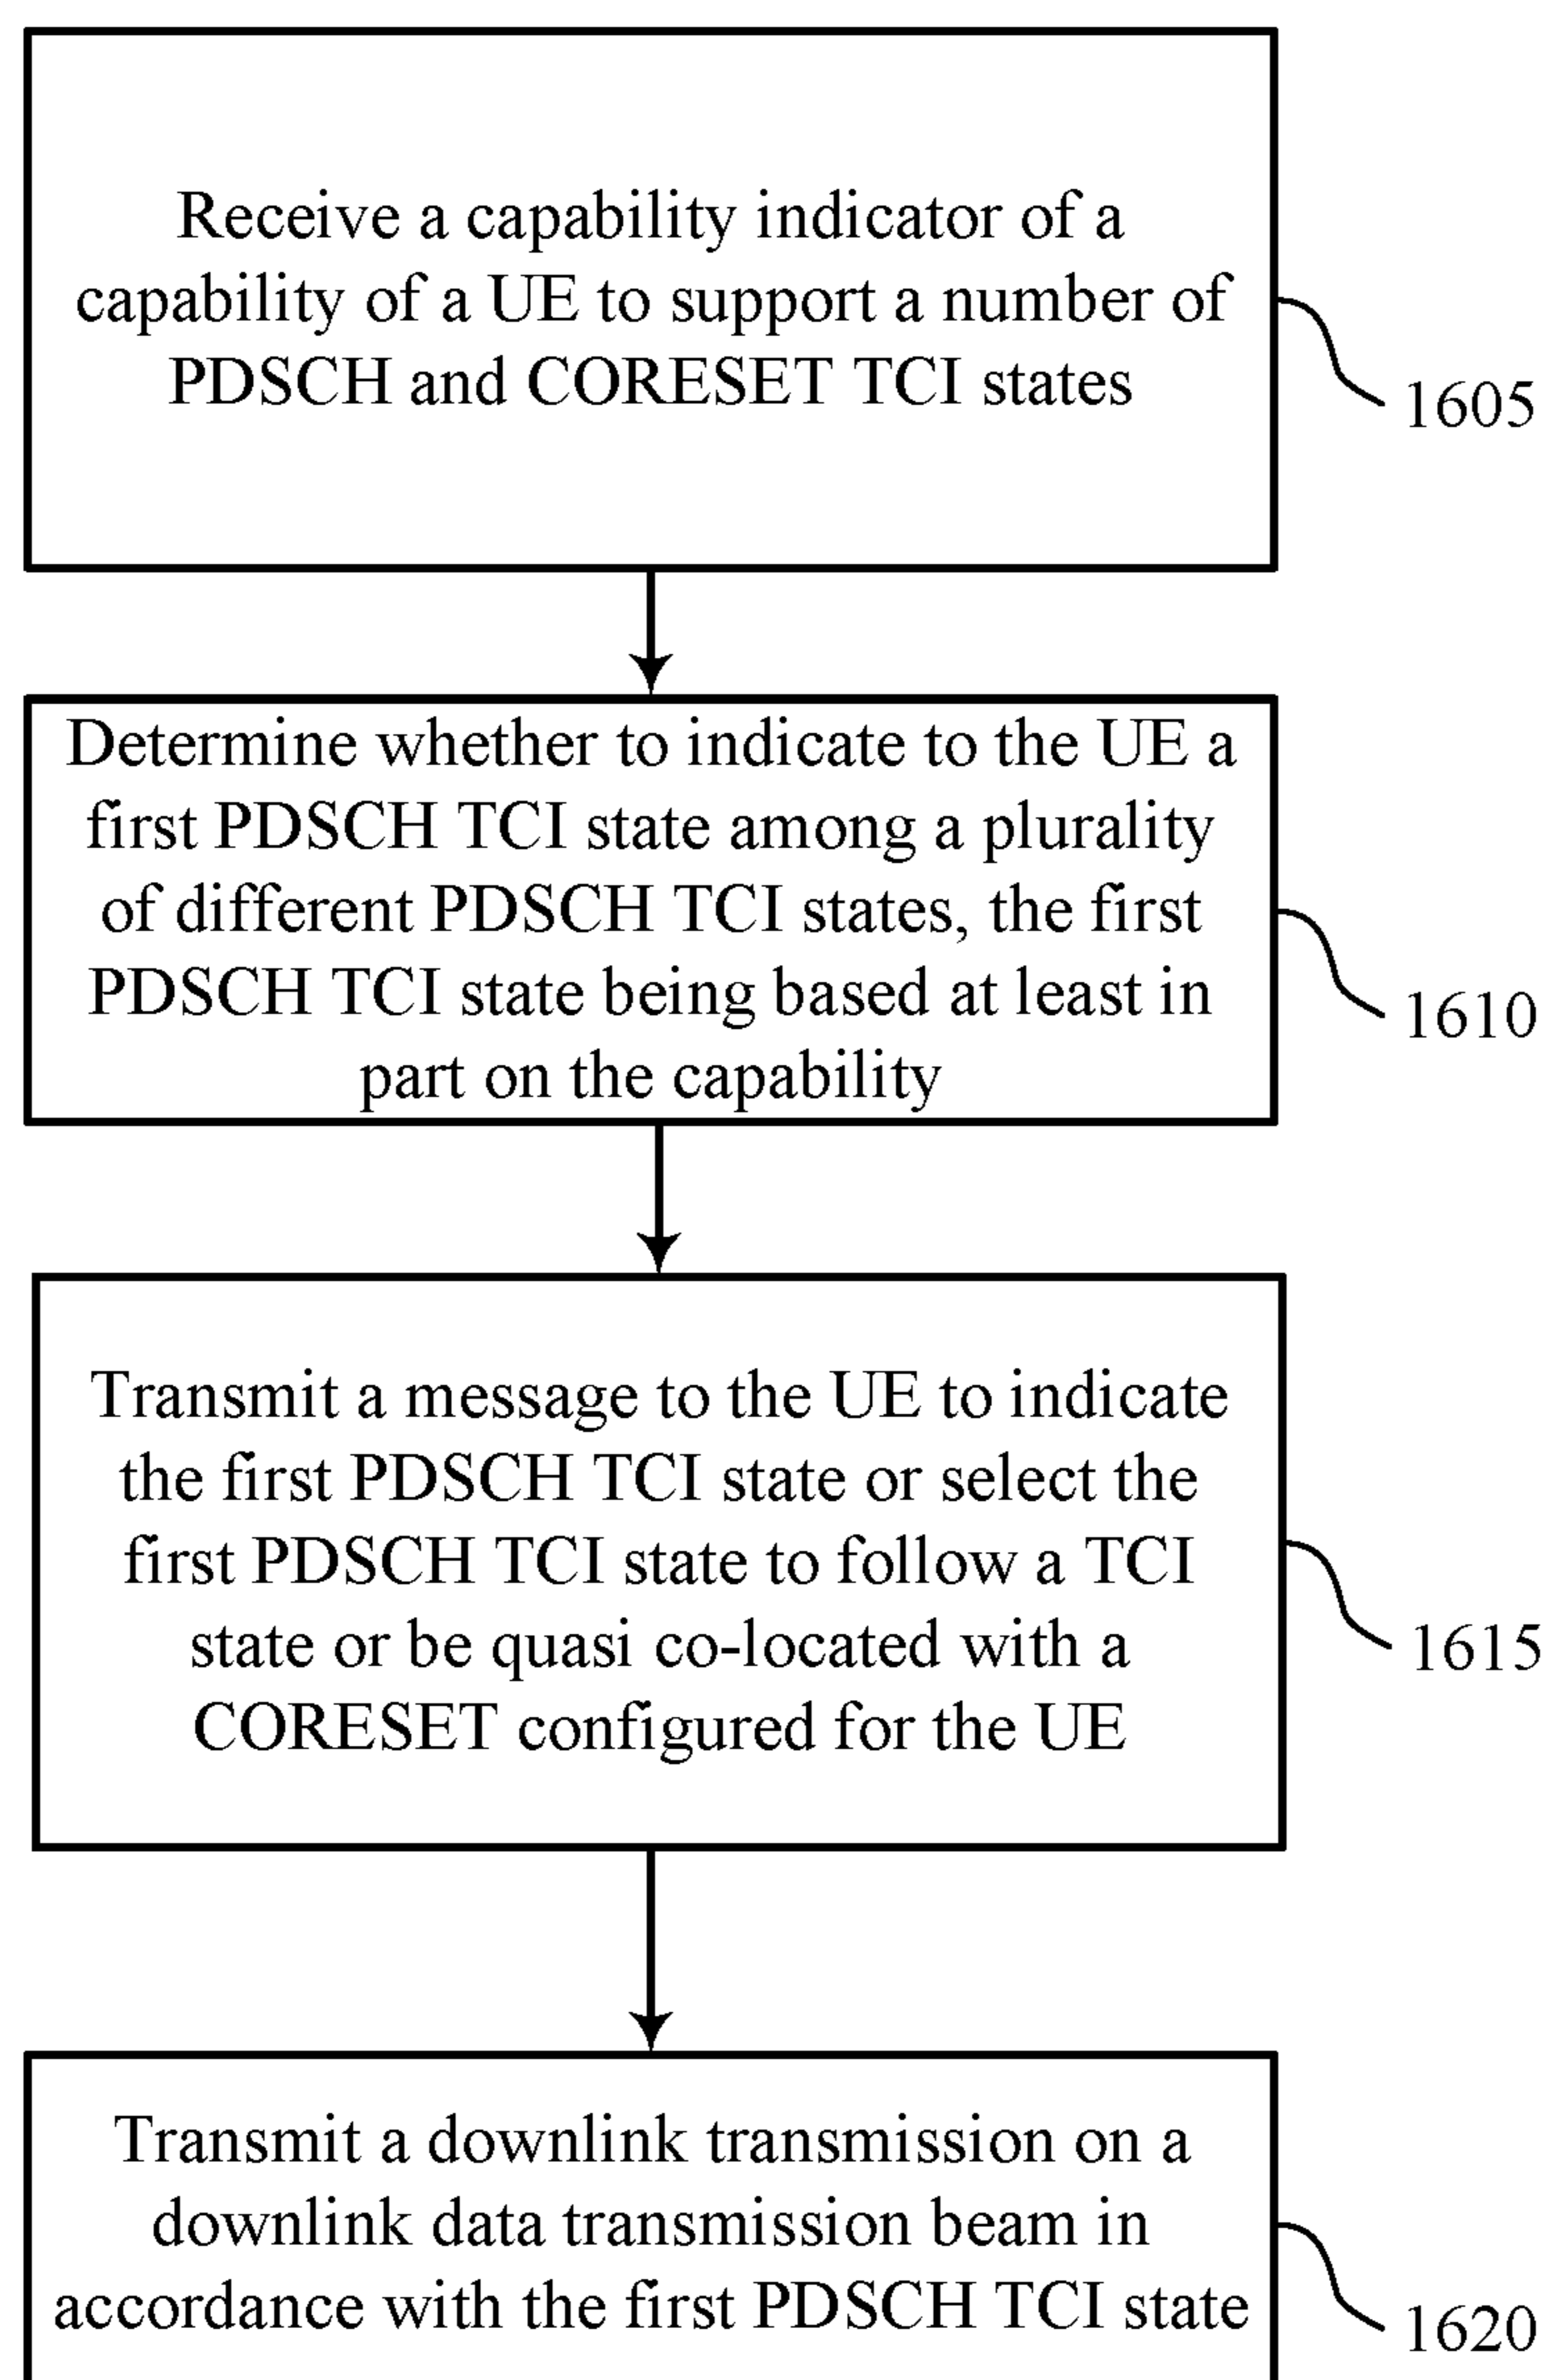 Receive a capability indicator of a
capability of a UE to support a number of
PDSCH and CORESET TCI states
1605
Determine whether to indicate to the UE a
first PDSCH TCI state among a plurality
of different PDSCH TCI states, the first
PDSCH TCI state being based at least in
part on the capability
1610
Transmit a message to the UE to indicate
the first PDSCH TCI state or select the
first PDSCH TCI state to follow a TCI
state or be quasi co-located with a
CORESET configured for the UE
1615
Transmit a downlink transmission on a
downlink data transmission beam in
accordance with the first PDSCH TCI state
1620